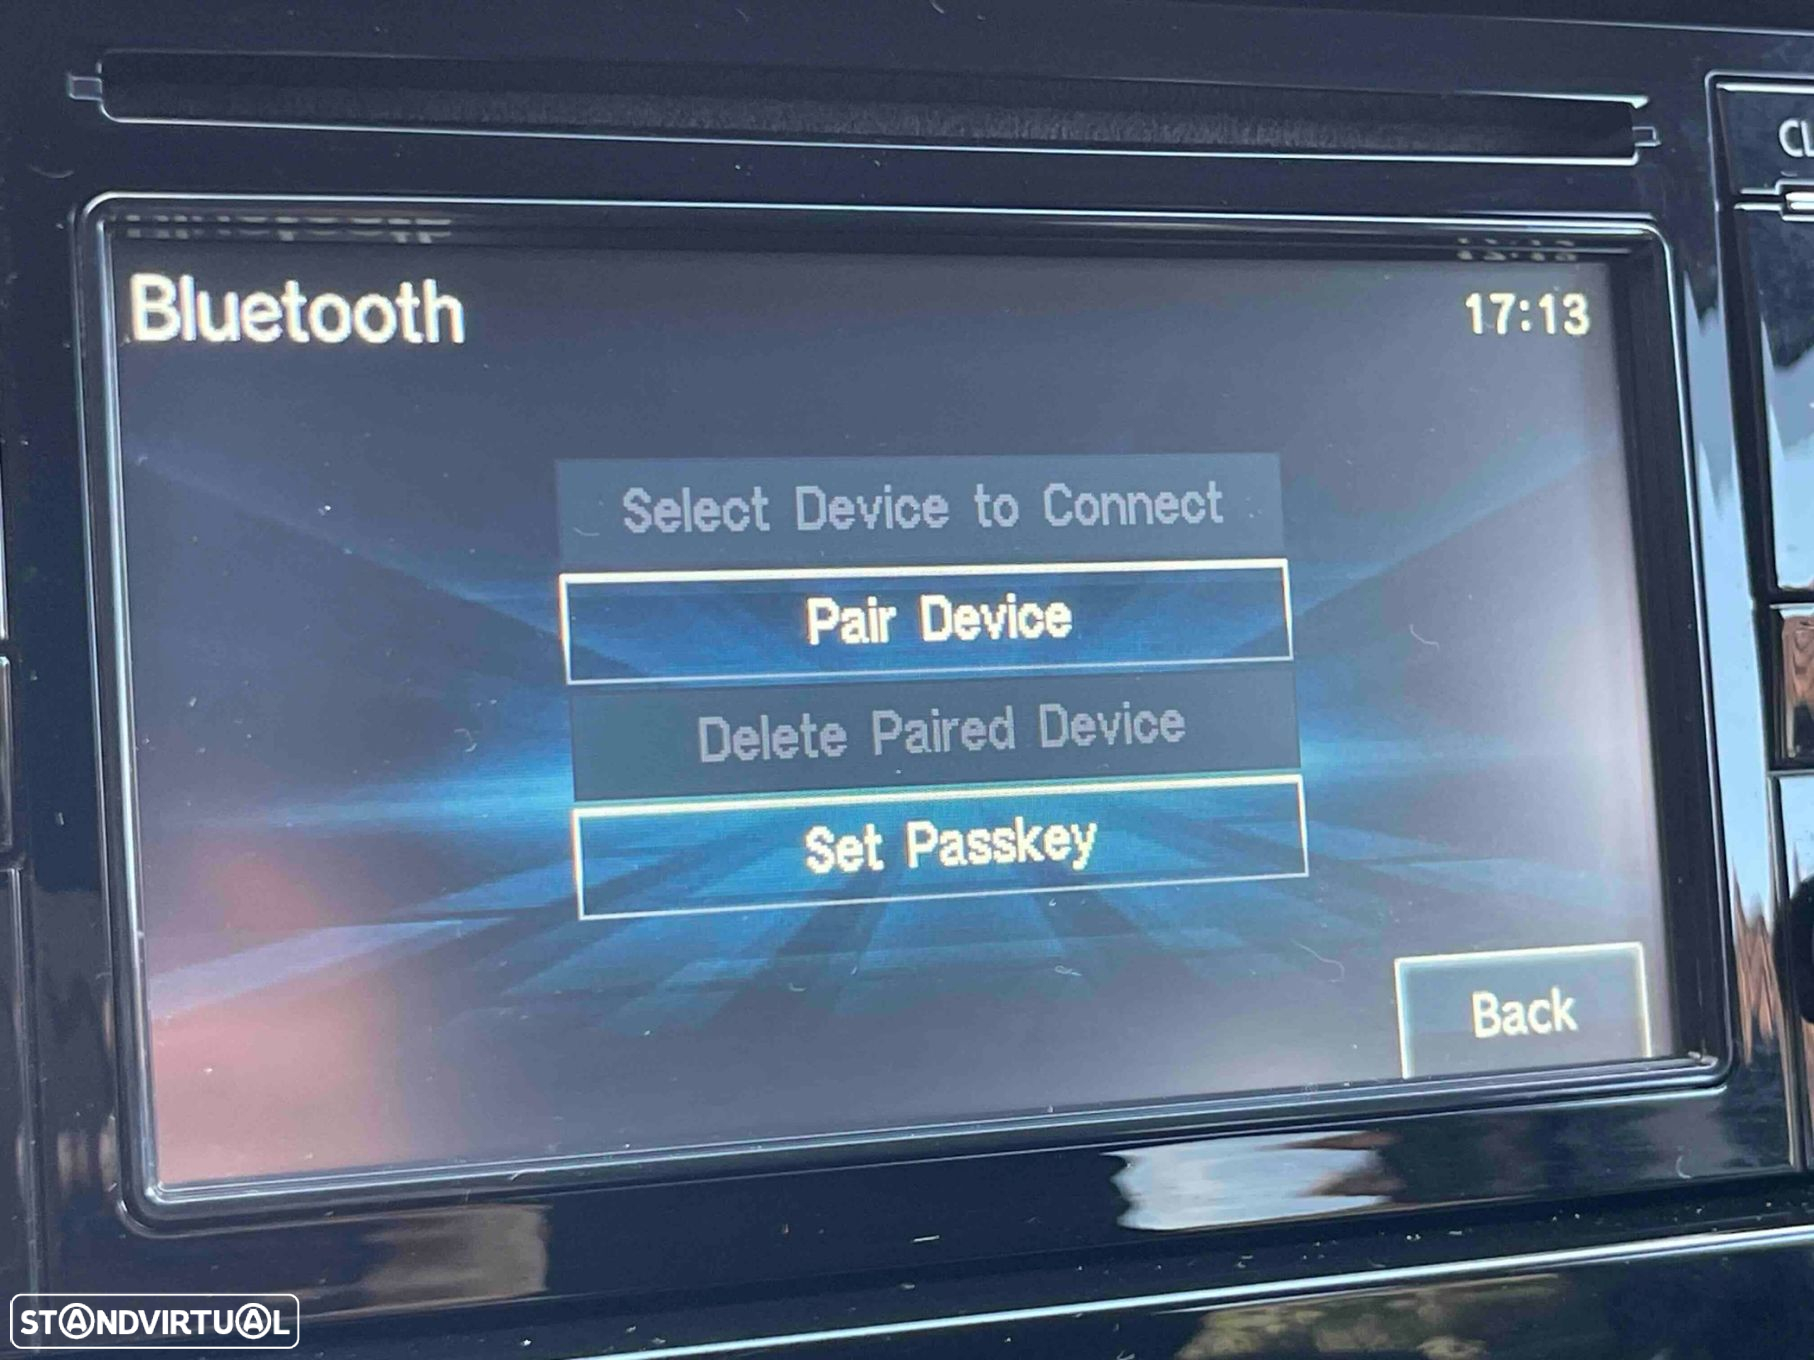 Bluetooth
17:13
Select Device to Connect
Pair Device
Delete Paired Device
Set Passkey
Back
STANDVIRTUAL